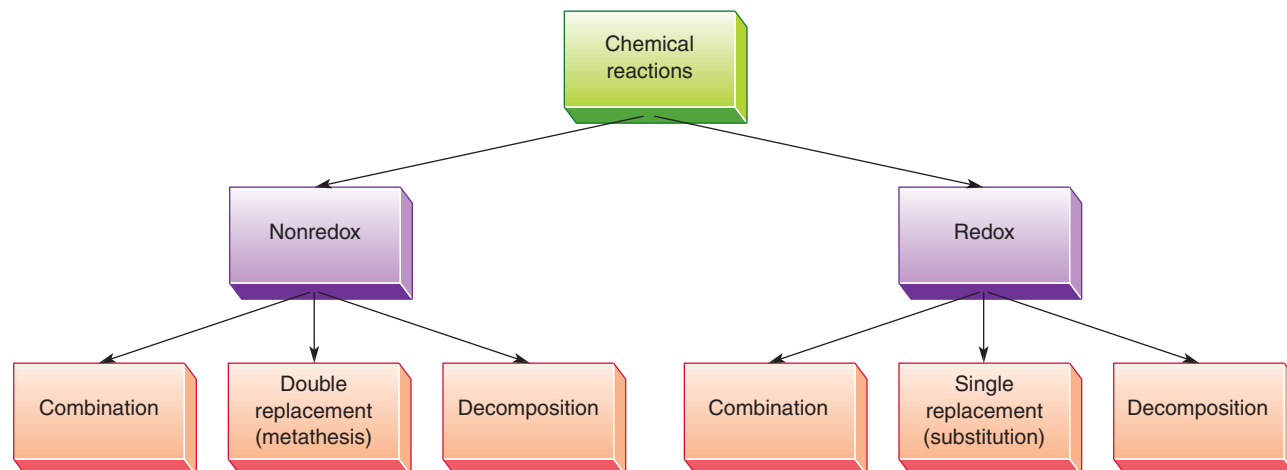 Chemical
reactions
Nonredox
Redox
Combination
Double
replacement
(metathesis)
Decomposition
Combination
Single
replacement
(substitution)
Decomposition